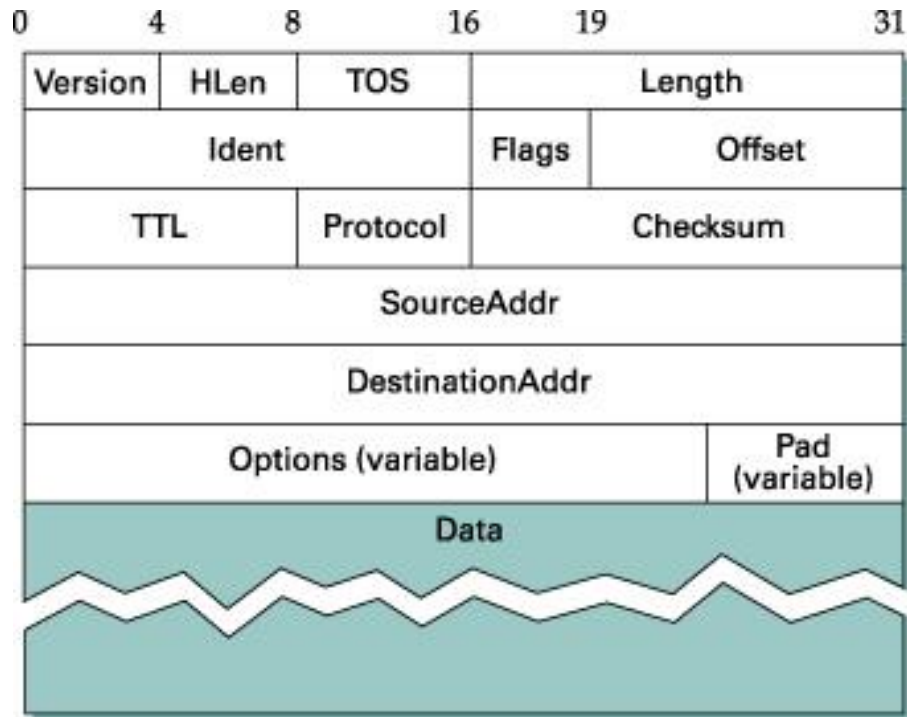 0 4 8 16 19 31
Version HLen TOS Length
Ident Flags Offset
TTL Protocol Checksum
SourceAddr
DestinationAddr
Options (variable) Pad
(variable)
Data